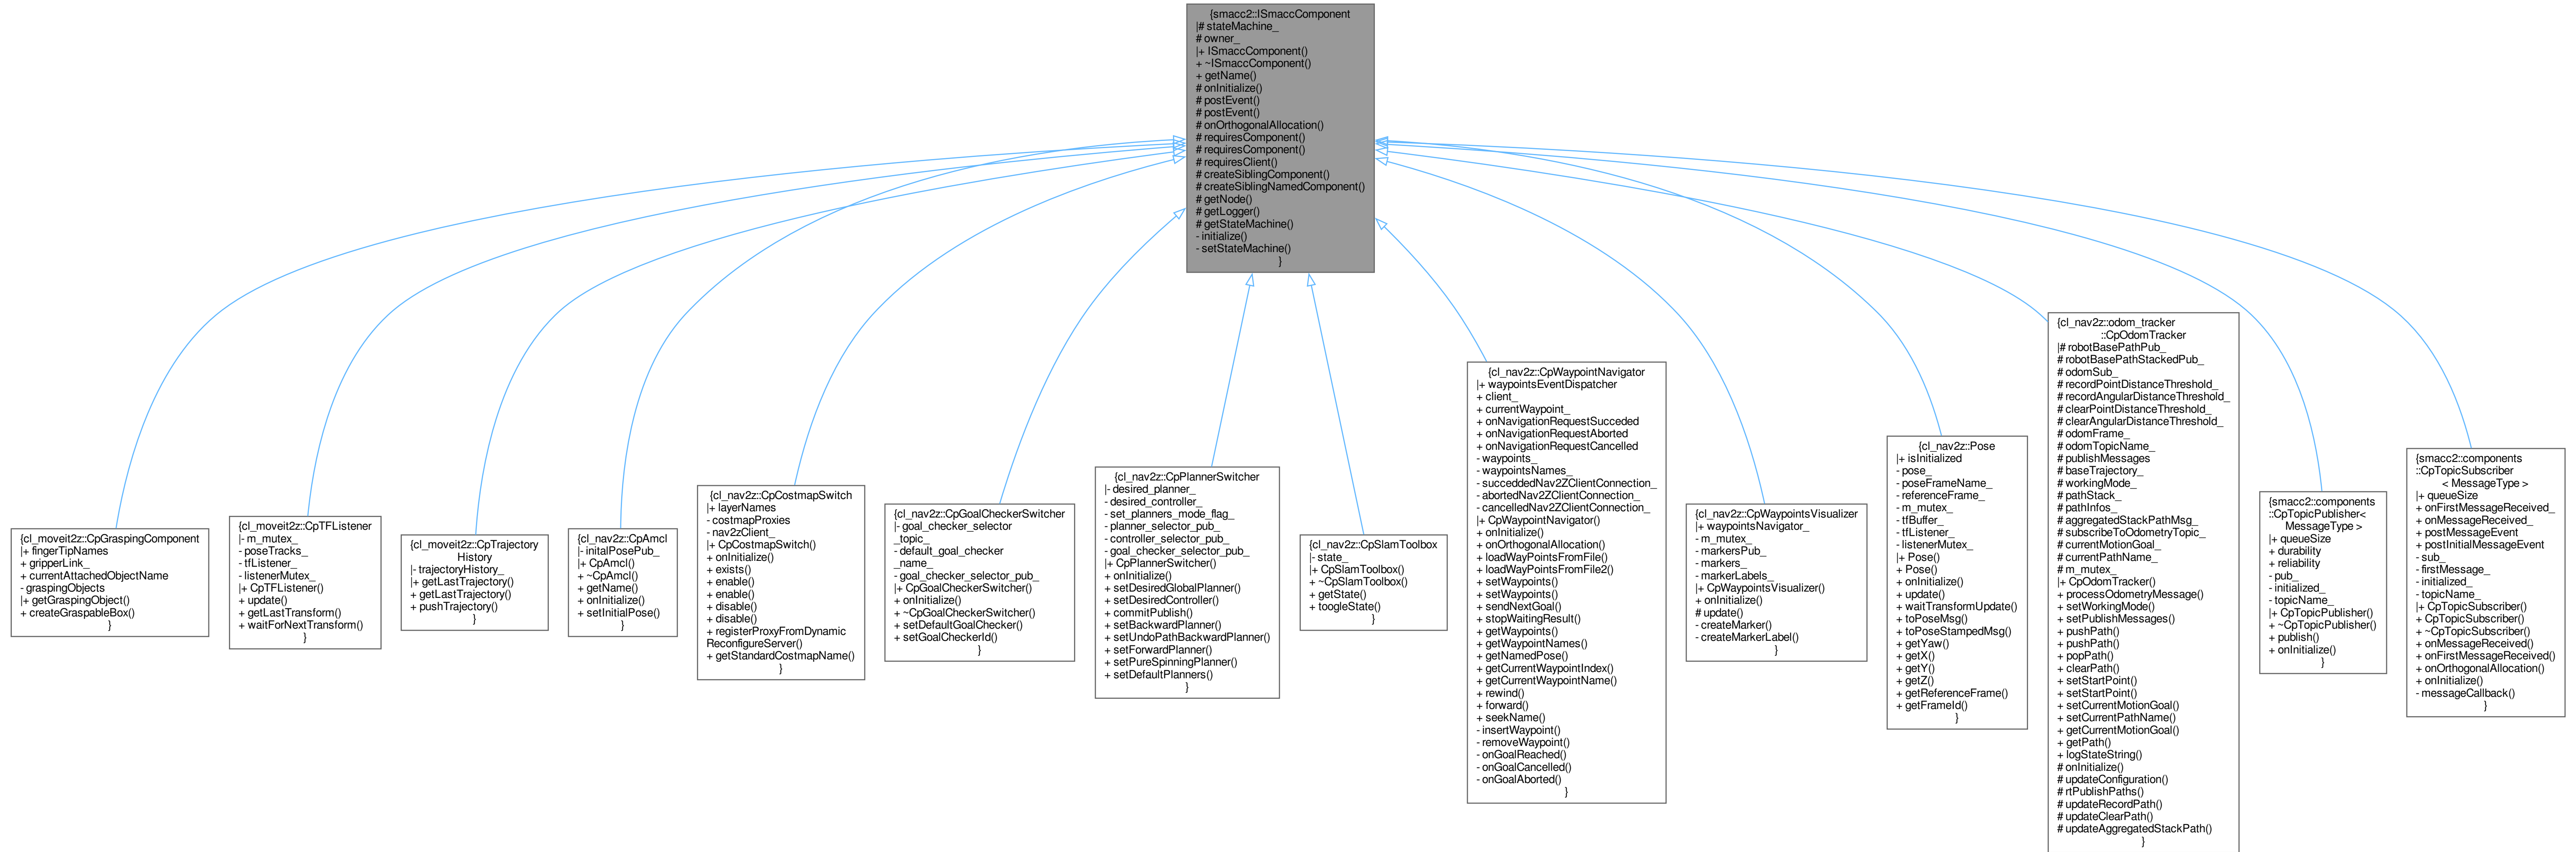 {smacc2::ISmaccComponent
|# stateMachine_
# owner_
|+ ISmaccComponent()
+ ~ISmaccComponent()
+ getName()
# onInitialize()
# postEvent()
# postEvent()
# onOrthogonalAllocation()
# requiresComponent()
# requiresComponent()
# requiresClient()
# createSiblingComponent()
# createSiblingNamedComponent()
# getNode()
# getLogger()
# getStateMachine()
- initialize()
- setStateMachine()
}
{cl_moveit2z::CpGraspingComponent
|+ fingerTipNames
+ gripperLink_
+ currentAttachedObjectName
- graspingObjects
|+ getGraspingObject()
+ createGraspableBox()
}
{cl_moveit2z::CpTFListener
|- m_mutex_
- poseTracks_
- tfListener_
- listenerMutex_
|+ CpTFListener()
+ update()
+ getLastTransform()
+ waitForNextTransform()
}
{cl_moveit2z::CpTrajectory
History
|- trajectoryHistory_
|+ getLastTrajectory()
+ getLastTrajectory()
+ pushTrajectory()
}
{cl_nav2z::CpAmcl
|- initalPosePub_
|+ CpAmcl()
+ ~CpAmcl()
+ getName()
+ onInitialize()
+ setInitialPose()
}
{cl_nav2z::CpCostmapSwitch
|+ layerNames
- costmapProxies
- nav2zClient_
|+ CpCostmapSwitch()
+ onInitialize()
+ exists()
+ enable()
+ enable()
+ disable()
+ disable()
+ registerProxyFromDynamic
ReconfigureServer()
+ getStandardCostmapName()
}
{cl_nav2z::CpGoalCheckerSwitcher
|- goal_checker_selector
_topic_
- default_goal_checker
_name_
- goal_checker_selector_pub_
|+ CpGoalCheckerSwitcher()
+ onInitialize()
+ ~CpGoalCheckerSwitcher()
+ setDefaultGoalChecker()
+ setGoalCheckerId()
}
{cl_nav2z::CpPlannerSwitcher
|- desired_planner_
- desired_controller_
- set_planners_mode_flag_
- planner_selector_pub_
- controller_selector_pub_
- goal_checker_selector_pub_
|+ CpPlannerSwitcher()
+ onInitialize()
+ setDesiredGlobalPlanner()
+ setDesiredController()
+ commitPublish()
+ setBackwardPlanner()
+ setUndoPathBackwardPlanner()
+ setForwardPlanner()
+ setPureSpinningPlanner()
+ setDefaultPlanners()
}
{cl_nav2z::CpSlamToolbox
|- state_
|+ CpSlamToolbox()
+ ~CpSlamToolbox()
+ getState()
+ toogleState()
}
{cl_nav2z::CpWaypointNavigator
|+ waypointsEventDispatcher
+ client_
+ currentWaypoint_
+ onNavigationRequestSucceded
+ onNavigationRequestAborted
+ onNavigationRequestCancelled
- waypoints_
- waypointsNames_
- succeddedNav2ZClientConnection_
- abortedNav2ZClientConnection_
- cancelledNav2ZClientConnection_
|+ CpWaypointNavigator()
+ onInitialize()
+ onOrthogonalAllocation()
+ loadWayPointsFromFile()
+ loadWayPointsFromFile2()
+ setWaypoints()
+ setWaypoints()
+ sendNextGoal()
+ stopWaitingResult()
+ getWaypoints()
+ getWaypointNames()
+ getNamedPose()
+ getCurrentWaypointIndex()
+ getCurrentWaypointName()
+ rewind()
+ forward()
+ seekName()
- insertWaypoint()
- removeWaypoint()
- onGoalReached()
- onGoalCancelled()
- onGoalAborted()
}
{cl_nav2z::CpWaypointsVisualizer
|+ waypointsNavigator_
- m_mutex_
- markersPub_
- markers_
- markerLabels_
|+ CpWaypointsVisualizer()
+ onInitialize()
# update()
- createMarker()
- createMarkerLabel()
}
{cl_nav2z::Pose
|+ isInitialized
- pose_
- poseFrameName_
- referenceFrame_
- m_mutex_
- tfBuffer_
- tfListener_
- listenerMutex_
|+ Pose()
+ Pose()
+ onInitialize()
+ update()
+ waitTransformUpdate()
+ toPoseMsg()
+ toPoseStampedMsg()
+ getYaw()
+ getX()
+ getY()
+ getZ()
+ getReferenceFrame()
+ getFrameId()
}
{cl_nav2z::odom_tracker
::CpOdomTracker
|# robotBasePathPub_
# robotBasePathStackedPub_
# odomSub_
# recordPointDistanceThreshold_
# recordAngularDistanceThreshold_
# clearPointDistanceThreshold_
# clearAngularDistanceThreshold_
# odomFrame_
# odomTopicName_
# publishMessages
# baseTrajectory_
# workingMode_
# pathStack_
# pathInfos_
# aggregatedStackPathMsg_
# subscribeToOdometryTopic_
# currentMotionGoal_
# currentPathName_
# m_mutex_
|+ CpOdomTracker()
+ processOdometryMessage()
+ setWorkingMode()
+ setPublishMessages()
+ pushPath()
+ pushPath()
+ popPath()
+ clearPath()
+ setStartPoint()
+ setStartPoint()
+ setCurrentMotionGoal()
+ setCurrentPathName()
+ getCurrentMotionGoal()
+ getPath()
+ logStateString()
# onInitialize()
# updateConfiguration()
# rtPublishPaths()
# updateRecordPath()
# updateClearPath()
# updateAggregatedStackPath()
}
{smacc2::components
::CpTopicPublisher<
MessageType >
|+ queueSize
+ durability
+ reliability
- pub_
- initialized_
- topicName_
|+ CpTopicPublisher()
+ ~CpTopicPublisher()
+ publish()
+ onInitialize()
}
{smacc2::components
::CpTopicSubscriber
< MessageType >
|+ queueSize
+ onFirstMessageReceived_
+ onMessageReceived_
+ postMessageEvent
+ postInitialMessageEvent
- sub_
- firstMessage_
- initialized_
- topicName_
|+ CpTopicSubscriber()
+ CpTopicSubscriber()
+ ~CpTopicSubscriber()
+ onMessageReceived()
+ onFirstMessageReceived()
+ onOrthogonalAllocation()
+ onInitialize()
- messageCallback()
}